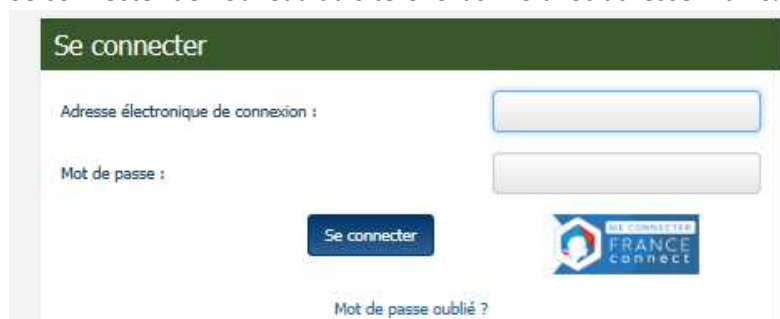 Se connecter
Adresse électronique de connexion :
Mot de passe :
Se connecter
ME CONNECTER
FRANCE
connect
Mot de passe oublié ?